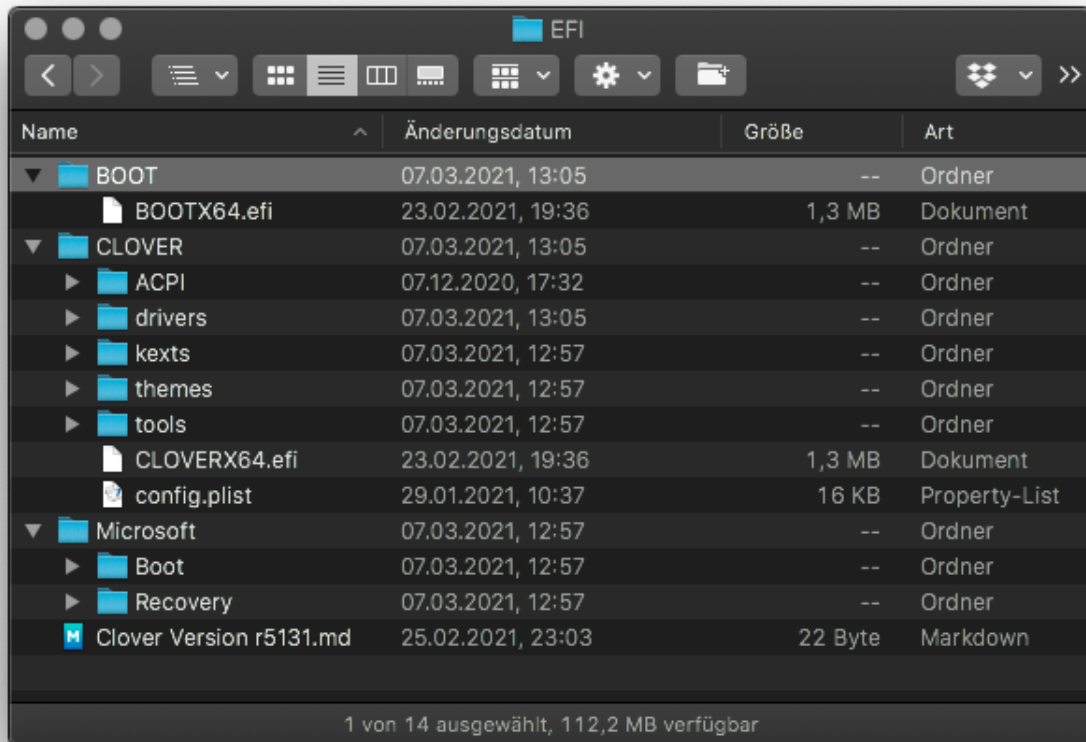 EFI
Name Änderungsdatum Größe Art
BOOT 07.03.2021, 13:05 -- Ordner
BOOTX64.efi 23.02.2021, 19:36 1,3 MB Dokument
CLOVER 07.03.2021, 13:05 -- Ordner
ACPI 07.12.2020, 17:32 -- Ordner
drivers 07.03.2021, 13:05 -- Ordner
kexts 07.03.2021, 12:57 -- Ordner
themes 07.03.2021, 12:57 -- Ordner
tools 07.03.2021, 12:57 -- Ordner
CLOVERX64.efi 23.02.2021, 19:36 1,3 MB Dokument
config.plist 29.01.2021, 10:37 16 KB Property-List
Microsoft 07.03.2021, 12:57 -- Ordner
Boot 07.03.2021, 12:57 -- Ordner
Recovery 07.03.2021, 12:57 -- Ordner
M Clover Version r5131.md 25.02.2021, 23:03 22 Byte Markdown
1 von 14 ausgewählt, 112,2 MB verfügbar